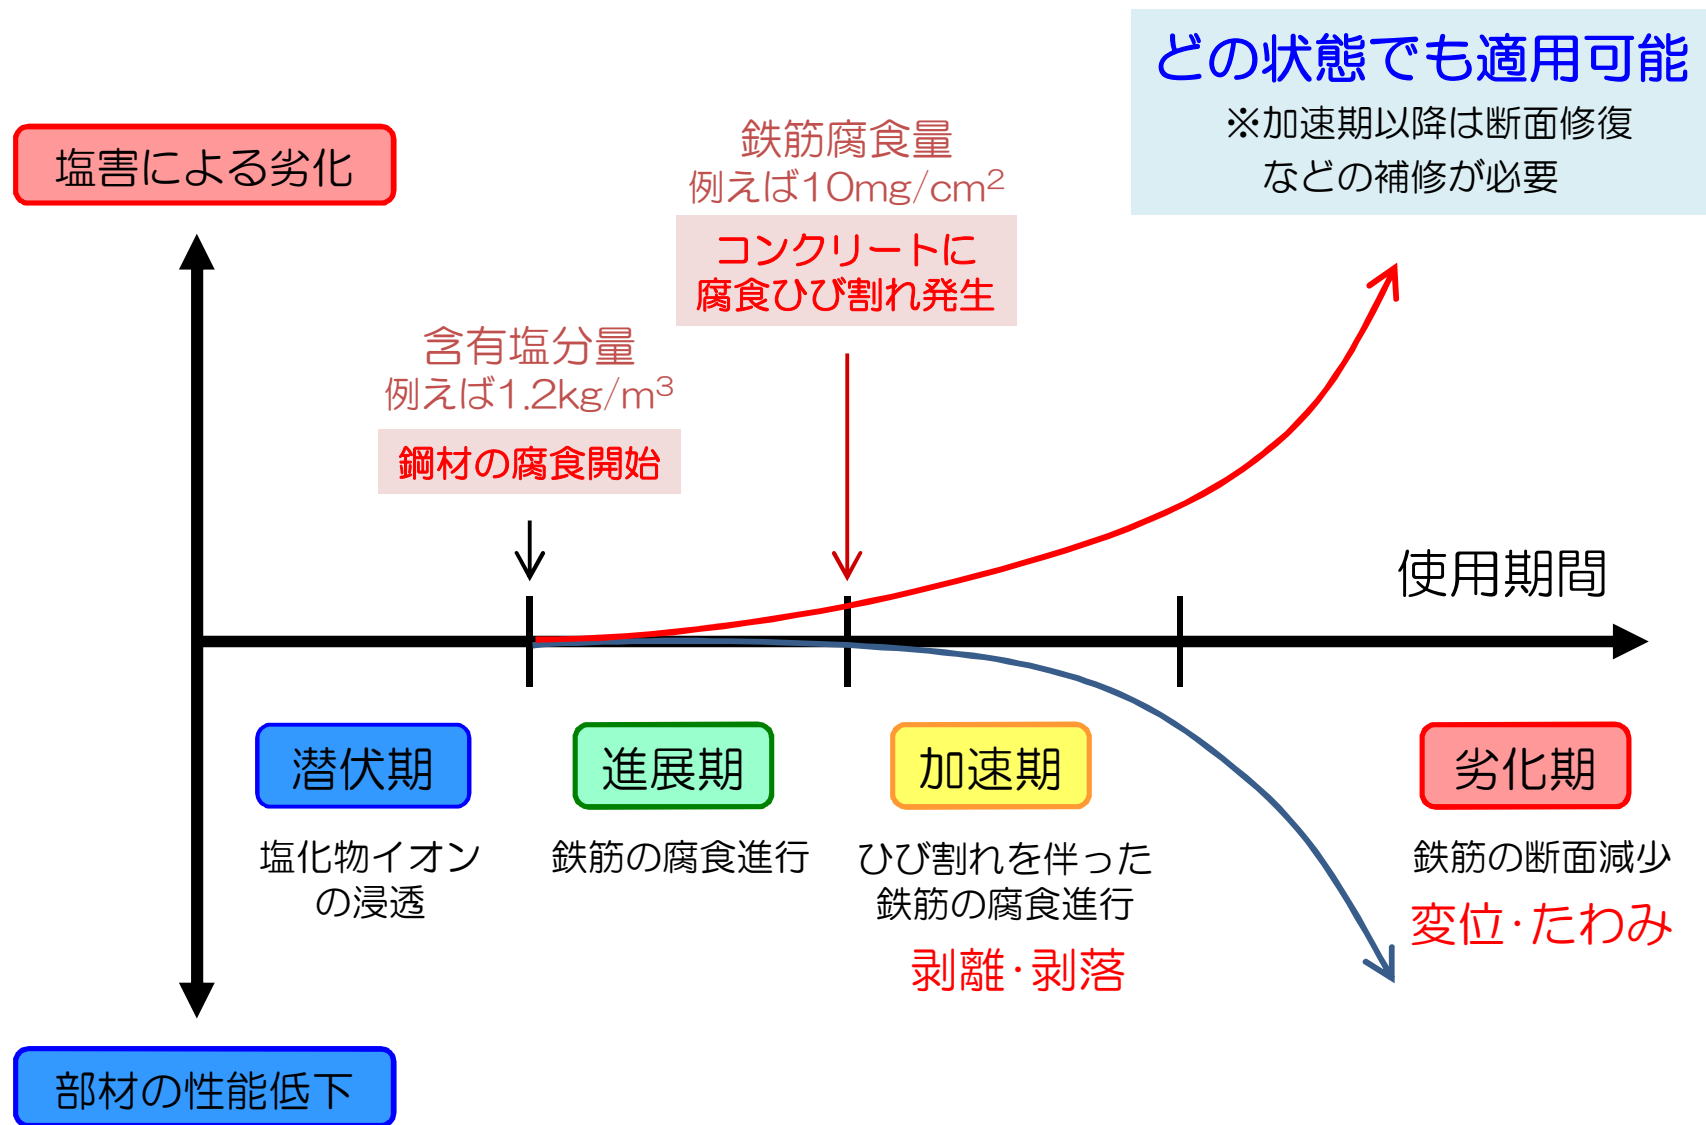 どの状態でも適用可能
※加速期以降は断面修復
などの補修が必要
塩害による劣化
鉄筋腐食量
例えば10mg/cm²
コンクリートに
腐食ひび割れ発生
含有塩分量
例えば1.2kg/m³
鋼材の腐食開始
使用期間
潜伏期
塩化物イオン
の浸透
進展期
鉄筋の腐食進行
加速期
ひび割れを伴った
鉄筋の腐食進行
剥離・剥落
劣化期
鉄筋の断面減少
変位・たわみ
部材の性能低下